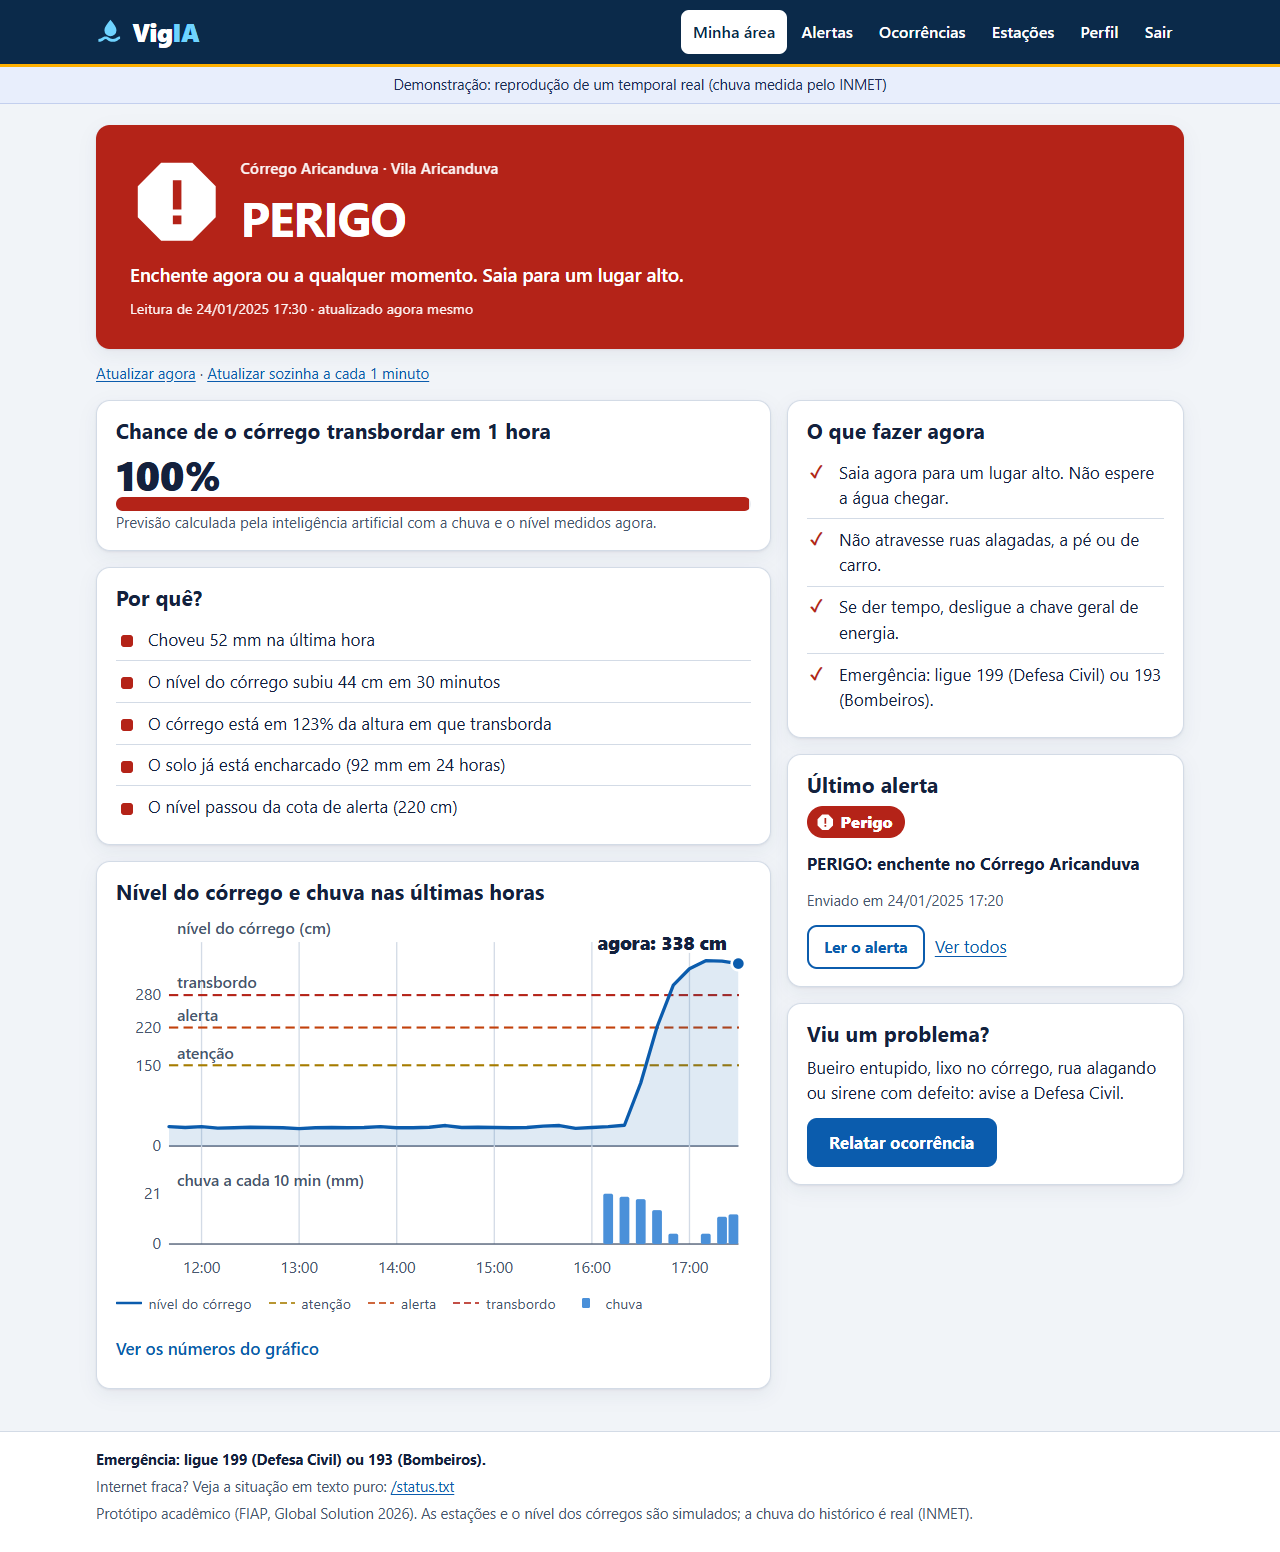 VigIA
Minha área
Alertas
Ocorrências
Estações
Perfil
Sair
Demonstração: reprodução de um temporal real (chuva medida pelo INMET)
Córrego Aricanduva · Vila Aricanduva
PERIGO
Enchente agora ou a qualquer momento. Saia para um lugar alto.
Leitura de 24/01/2025 17:30 · atualizado agora mesmo
Atualizar agora · Atualizar sozinha a cada 1 minuto
Chance de o córrego transbordar em 1 hora
100%
Previsão calculada pela inteligência artificial com a chuva e o nível medidos agora.
Por quê?
Choveu 52 mm na última hora
O nível do córrego subiu 44 cm em 30 minutos
O córrego está em 123% da altura em que transborda
O solo já está encharcado (92 mm em 24 horas)
O nível passou da cota de alerta (220 cm)
Nível do córrego e chuva nas últimas horas
nível do córrego (cm)
agora: 338 cm
transbordo
280
alerta
220
atenção
150
0
chuva a cada 10 min (mm)
21
0
12:00
13:00
14:00
15:00
16:00
17:00
nível do córrego
atenção
alerta
transbordo
chuva
Ver os números do gráfico
O que fazer agora
Saia agora para um lugar alto. Não espere
a água chegar.
Não atravesse ruas alagadas, a pé ou de
carro.
Se der tempo, desligue a chave geral de
energia.
Emergência: ligue 199 (Defesa Civil) ou 193
(Bombeiros).
Último alerta
Perigo
PERIGO: enchente no Córrego Aricanduva
Enviado em 24/01/2025 17:20
Ler o alerta
Ver todos
Viu um problema?
Bueiro entupido, lixo no córrego, rua alagando
ou sirene com defeito: avise a Defesa Civil.
Relatar ocorrência
Emergência: ligue 199 (Defesa Civil) ou 193 (Bombeiros).
Internet fraca? Veja a situação em texto puro: /status.txt
Protótipo acadêmico (FIAP, Global Solution 2026). As estações e o nível dos córregos são simulados; a chuva do histórico é real (INMET).